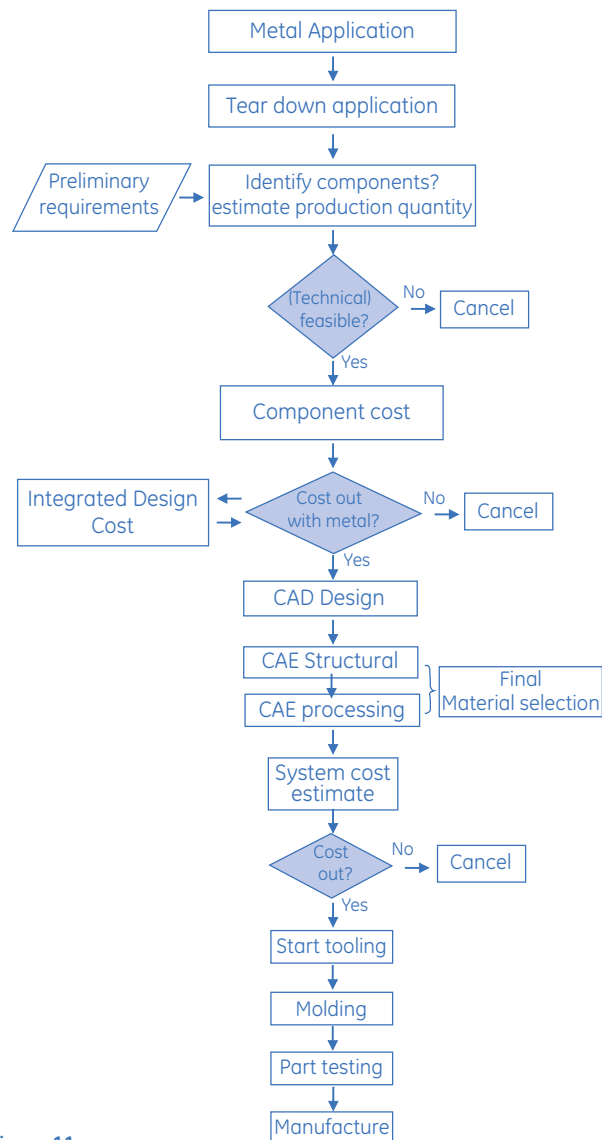 Metal Application
Tear down application
Preliminary
requirements
Identify components?
estimate production quantity
(Technical)
feasible?
No
Cancel
Yes
Component cost
Integrated Design
Cost
Cost out
with metal?
No
Cancel
Yes
CAD Design
CAE Structural
CAE processing
Final
Material selection
System cost
estimate
Cost
out?
No
Cancel
Yes
Start tooling
Molding
Part testing
Manufacture
11